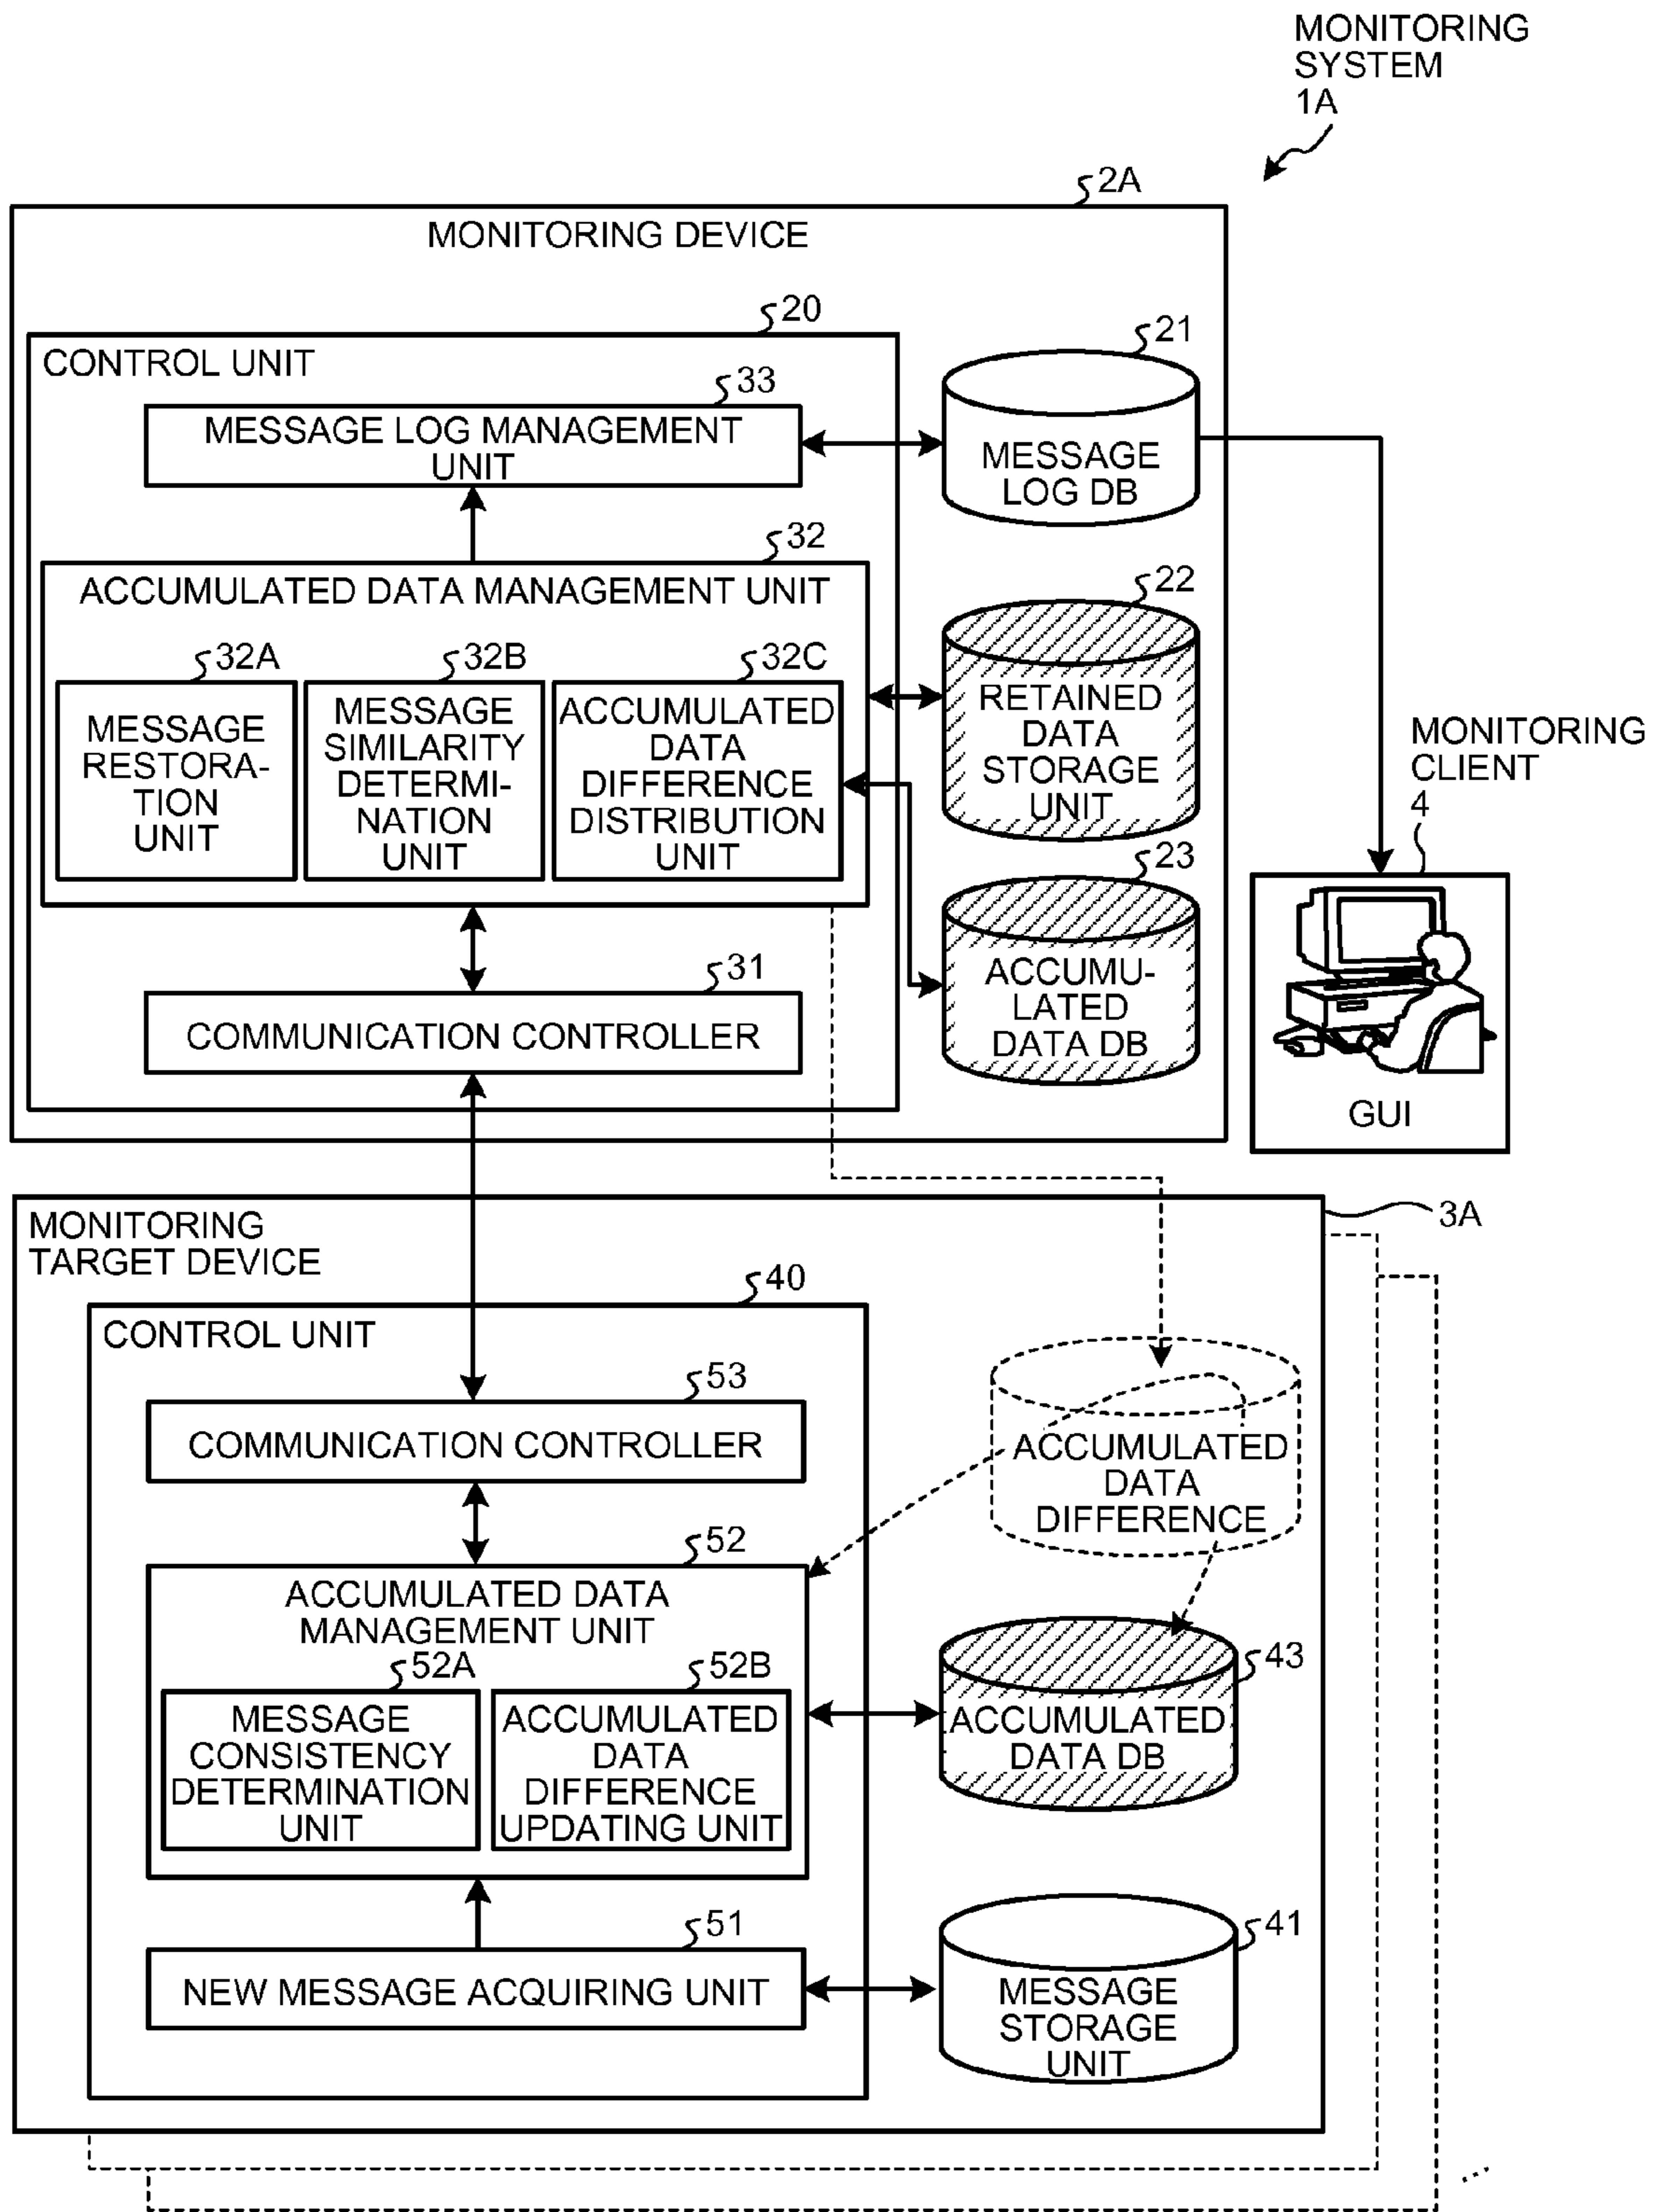 MONITORING
SYSTEM
1A
2A
MONITORING DEVICE
20
CONTROL UNIT
33
MESSAGE LOG MANAGEMENT
UNIT
21
MESSAGE
LOG DB
32
ACCUMULATED DATA MANAGEMENT UNIT
32A
MESSAGE
RESTORA-
TION
UNIT
32B
MESSAGE
SIMILARITY
DETERMI-
NATION
UNIT
32C
ACCUMULATED
DATA
DIFFERENCE
DISTRIBUTION
UNIT
22
RETAINED
DATA
STORAGE
UNIT
23
ACCUMU-
LATED
DATA DB
MONITORING
CLIENT
4
GUI
31
COMMUNICATION CONTROLLER
3A
MONITORING
TARGET DEVICE
40
CONTROL UNIT
53
COMMUNICATION CONTROLLER
ACCUMULATED
DATA
DIFFERENCE
52
ACCUMULATED DATA
MANAGEMENT UNIT
52A
MESSAGE
CONSISTENCY
DETERMINATION
UNIT
52B
ACCUMULATED
DATA
DIFFERENCE
UPDATING UNIT
43
ACCUMULATED
DATA DB
51
NEW MESSAGE ACQUIRING UNIT
41
MESSAGE
STORAGE
UNIT